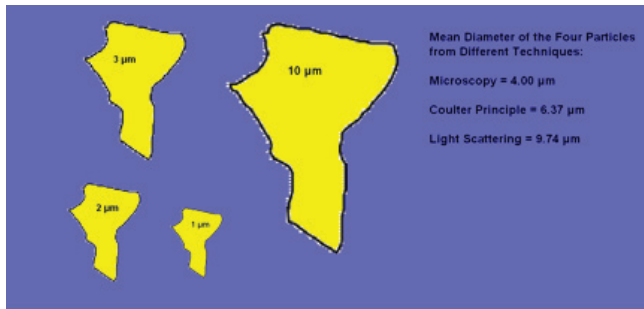 3 µm
10 µm
2 µm
1 µm
Mean Diameter of the Four Particles
from Different Techniques:
Microscopy = 4.00 µm
Coulter Principle = 6.37 µm
Light Scattering = 9.74 µm